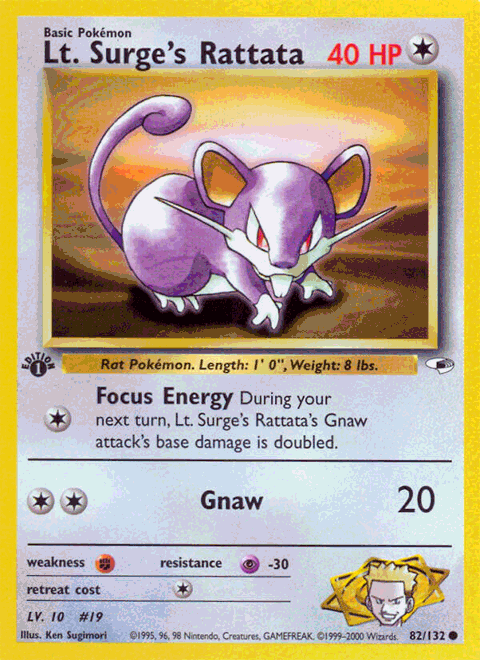 Basic Pokémon
Lt. Surge's Rattata 40 HP
Rat Pokémon. Length: 1' 0", Weight: 8 lbs.
EDITION
1
Focus Energy During your
next turn, Lt. Surge's Rattata's Gnaw
attack's base damage is doubled.
Gnaw 20
weakness resistance -30
retreat cost
LV. 10 #19
Illus. Ken Sugimori ©1995, 96, 98 Nintendo, Creatures, GAMEFREAK. ©1999-2000 Wizards. 82/132